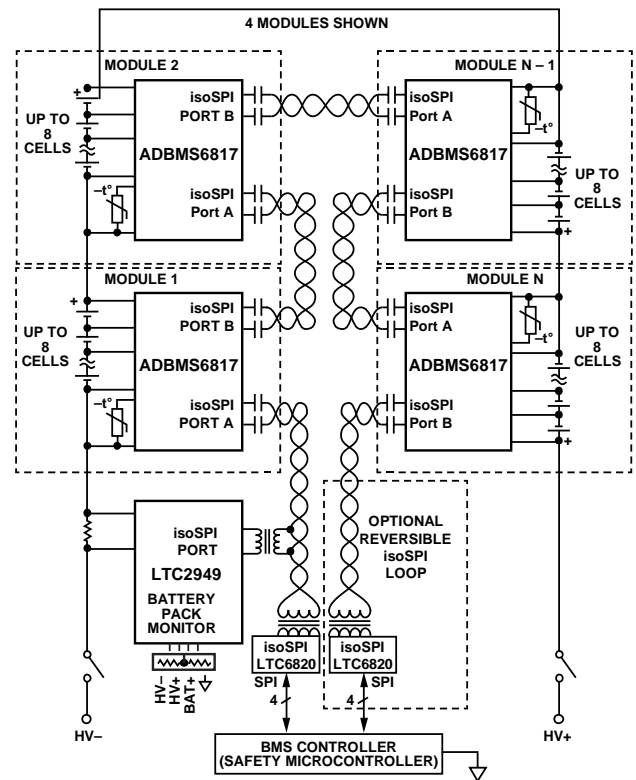 4 MODULES SHOWN
MODULE 2
+
UP TO
8
CELLS
–t°
isoSPI
PORT B
ADBMS6817
isoSPI
Port A
MODULE N – 1
isoSPI
Port A
ADBMS6817
isoSPI
Port B
–t°
UP TO
8
CELLS
+
MODULE 1
+
UP TO
8
CELLS
–t°
isoSPI
PORT B
ADBMS6817
isoSPI
PORT A
MODULE N
isoSPI
Port A
ADBMS6817
isoSPI
Port B
–t°
UP TO
8
CELLS
+
isoSPI
PORT
LTC2949
BATTERY
PACK
MONITOR
HV–
HV+
BAT+
OPTIONAL
REVERSIBLE
isoSPI
LOOP
isoSPI
LTC6820
isoSPI
LTC6820
SPI
4
SPI
4
HV–
HV+
BMS CONTROLLER
(SAFETY MICROCONTROLLER)